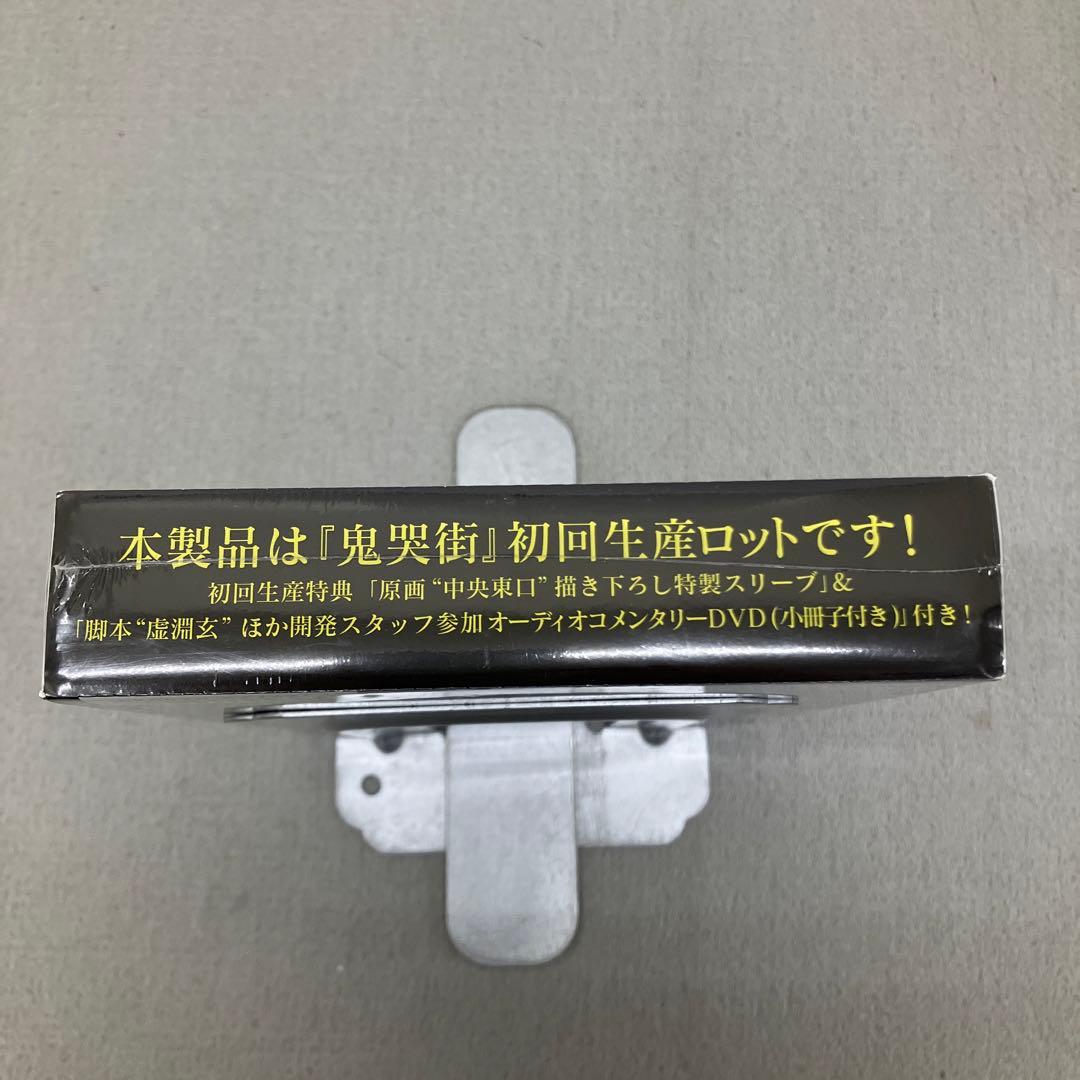 本製品は『鬼哭街』初回生産ロットです!
初回生産特典「原画“中央東口”描き下ろし特製スリーブ」&
「脚本“虚淵玄”ほか開発スタッフ参加オーディオコメンタリーDVD(小冊子付き)」付き!